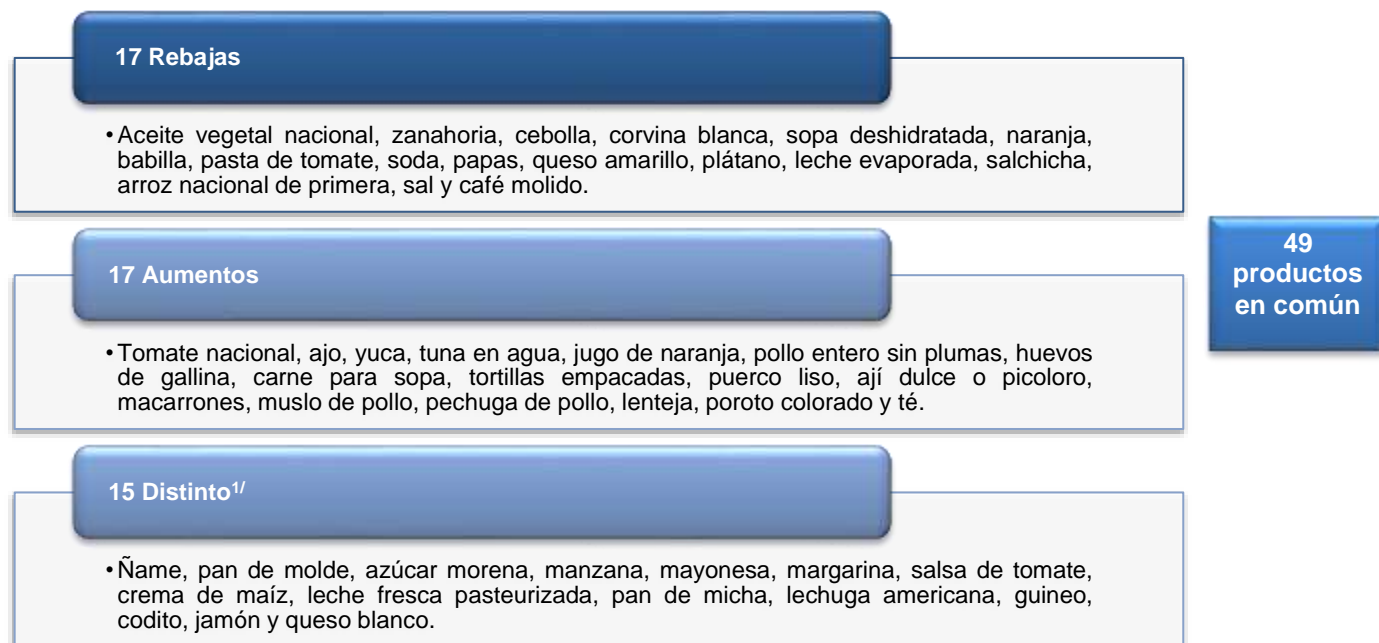 17 Rebajas
•Aceite vegetal nacional, zanahoria, cebolla, corvina blanca, sopa deshidratada, naranja,
babilla, pasta de tomate, soda, papas, queso amarillo, plátano, leche evaporada, salchicha,
arroz nacional de primera, sal y café molido.
17 Aumentos
•Tomate nacional, ajo, yuca, tuna en agua, jugo de naranja, pollo entero sin plumas, huevos
de gallina, carne para sopa, tortillas empacadas, puerco liso, ají dulce o picoloro,
macarrones, muslo de pollo, pechuga de pollo, lenteja, poroto colorado y té.
15 Distinto1/
•Ñame, pan de molde, azúcar morena, manzana, mayonesa, margarina, salsa de tomate,
crema de maíz, leche fresca pasteurizada, pan de micha, lechuga americana, guineo,
codito, jamón y queso blanco.
49
productos
en común